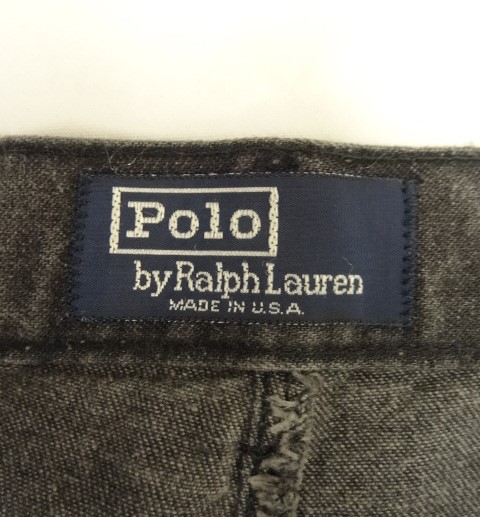 Polo
by Ralph Lauren
MADE IN U.S.A.